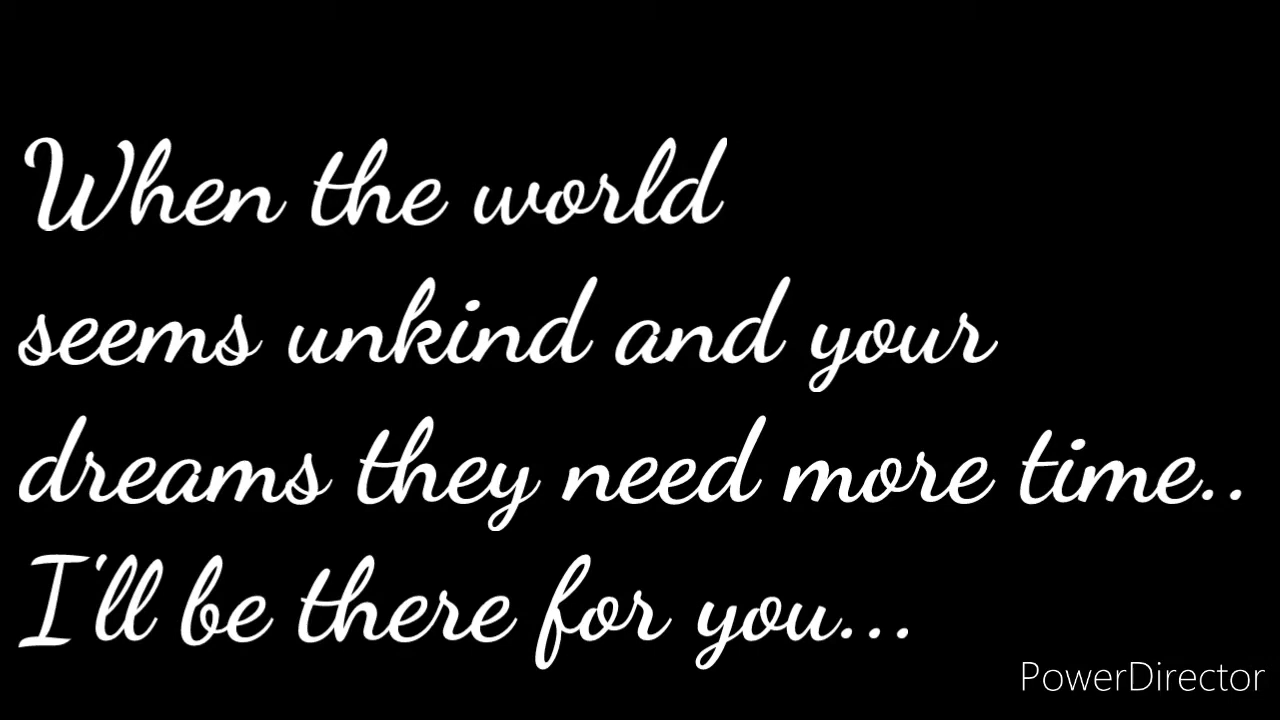 When the world
seems unkind and your
dreams they need more time..
I'll be there for you...
PowerDirector